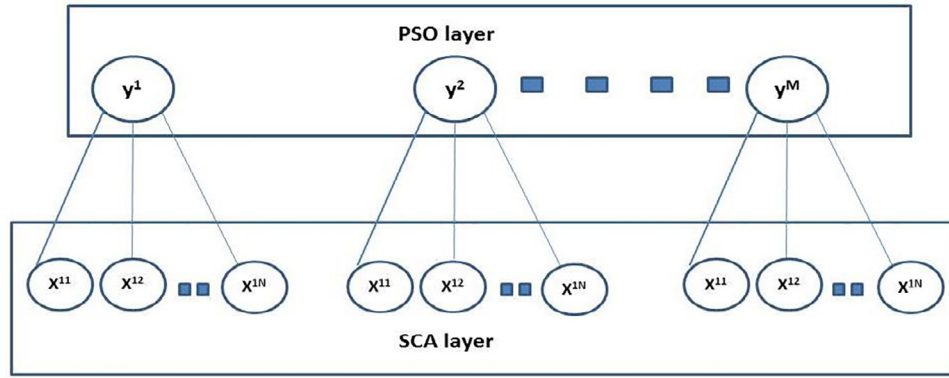 PSO layer
y¹ y² yᴹ
X¹¹ X¹² X¹ᴺ X¹¹ X¹² X¹ᴺ X¹¹ X¹² X¹ᴺ
SCA layer